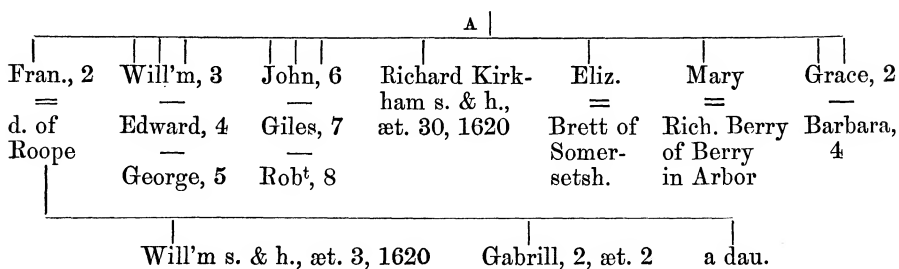 A
Fran., 2 Will'm, 3 John, 6 Richard Kirk- Eliz. Mary Grace, 2
= — — ham s. & h., = = —
d. of Edward, 4 Giles, 7 æt. 30, 1620 Brett of Rich. Berry Barbara,
Roope — — Somer- of Berry 4
George, 5 Robᵗ, 8 setsh. in Arbor
Will'm s. & h., æt. 3, 1620 Gabrill, 2, æt. 2 a dau.